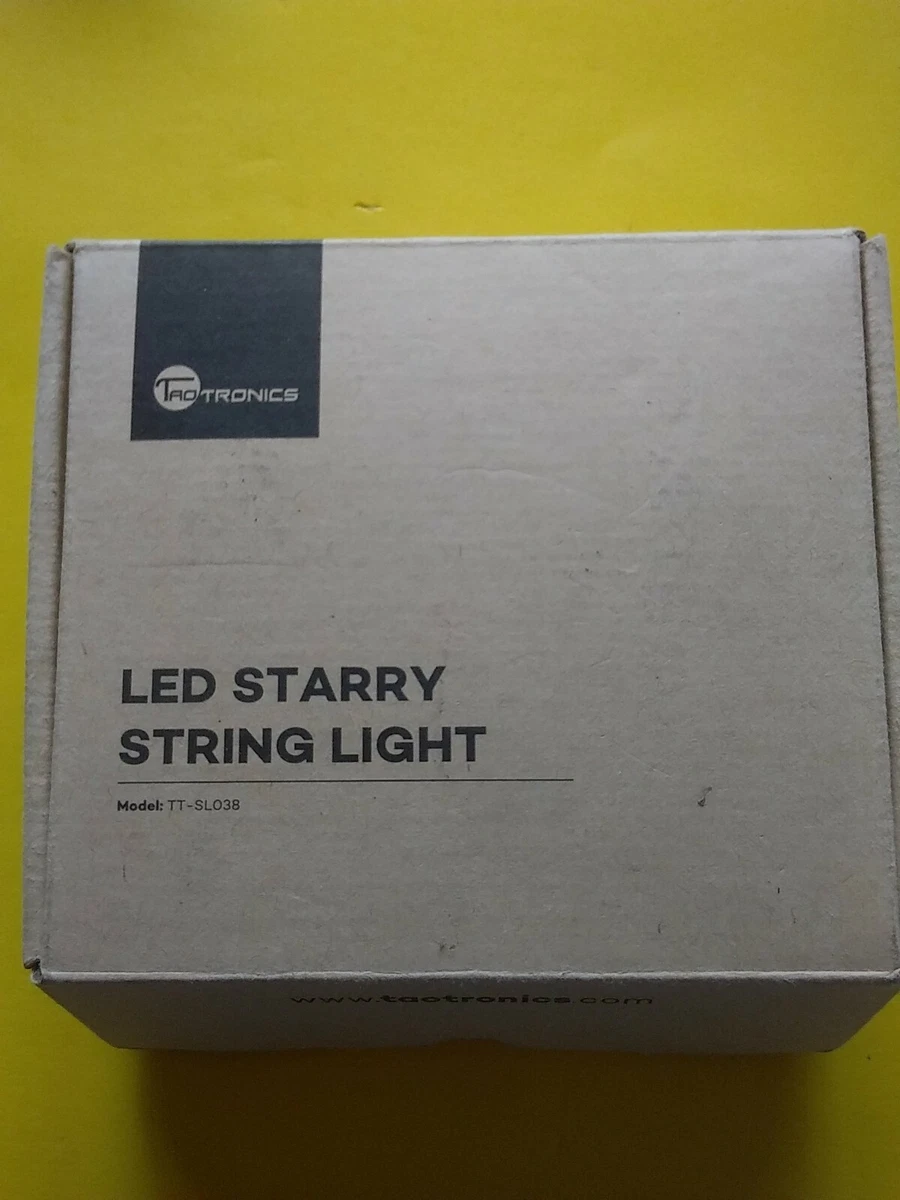 TAOTRONICS
LED STARRY
STRING LIGHT
Model: TT-SL038
www.taotronics.com